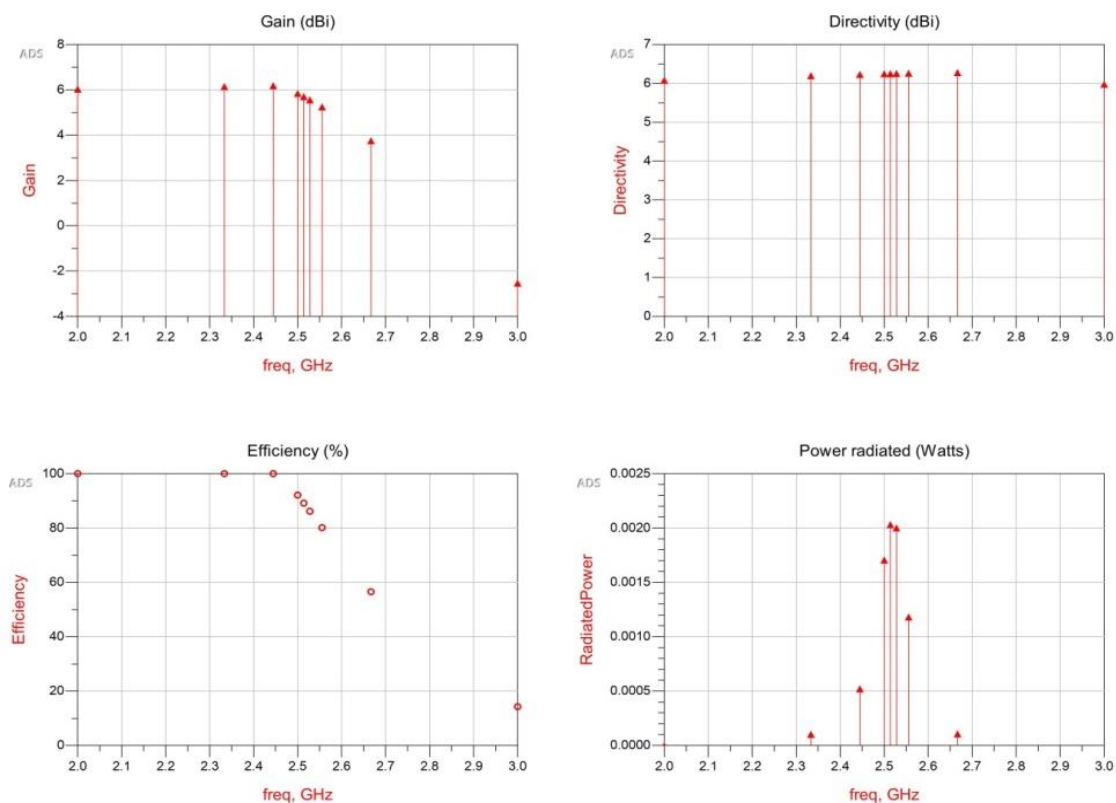 Gain (dBi)
ADS
8
6
4
2
0
-2
-4
Gain
2.0 2.1 2.2 2.3 2.4 2.5 2.6 2.7 2.8 2.9 3.0
freq, GHz
Directivity (dBi)
ADS
7
6
5
4
3
2
1
0
Directivity
2.0 2.1 2.2 2.3 2.4 2.5 2.6 2.7 2.8 2.9 3.0
freq, GHz
Efficiency (%)
ADS
100
80
60
40
20
0
Efficiency
2.0 2.1 2.2 2.3 2.4 2.5 2.6 2.7 2.8 2.9 3.0
freq, GHz
Power radiated (Watts)
ADS
0.0025
0.0020
0.0015
0.0010
0.0005
0.0000
RadiatedPower
2.0 2.1 2.2 2.3 2.4 2.5 2.6 2.7 2.8 2.9 3.0
freq, GHz